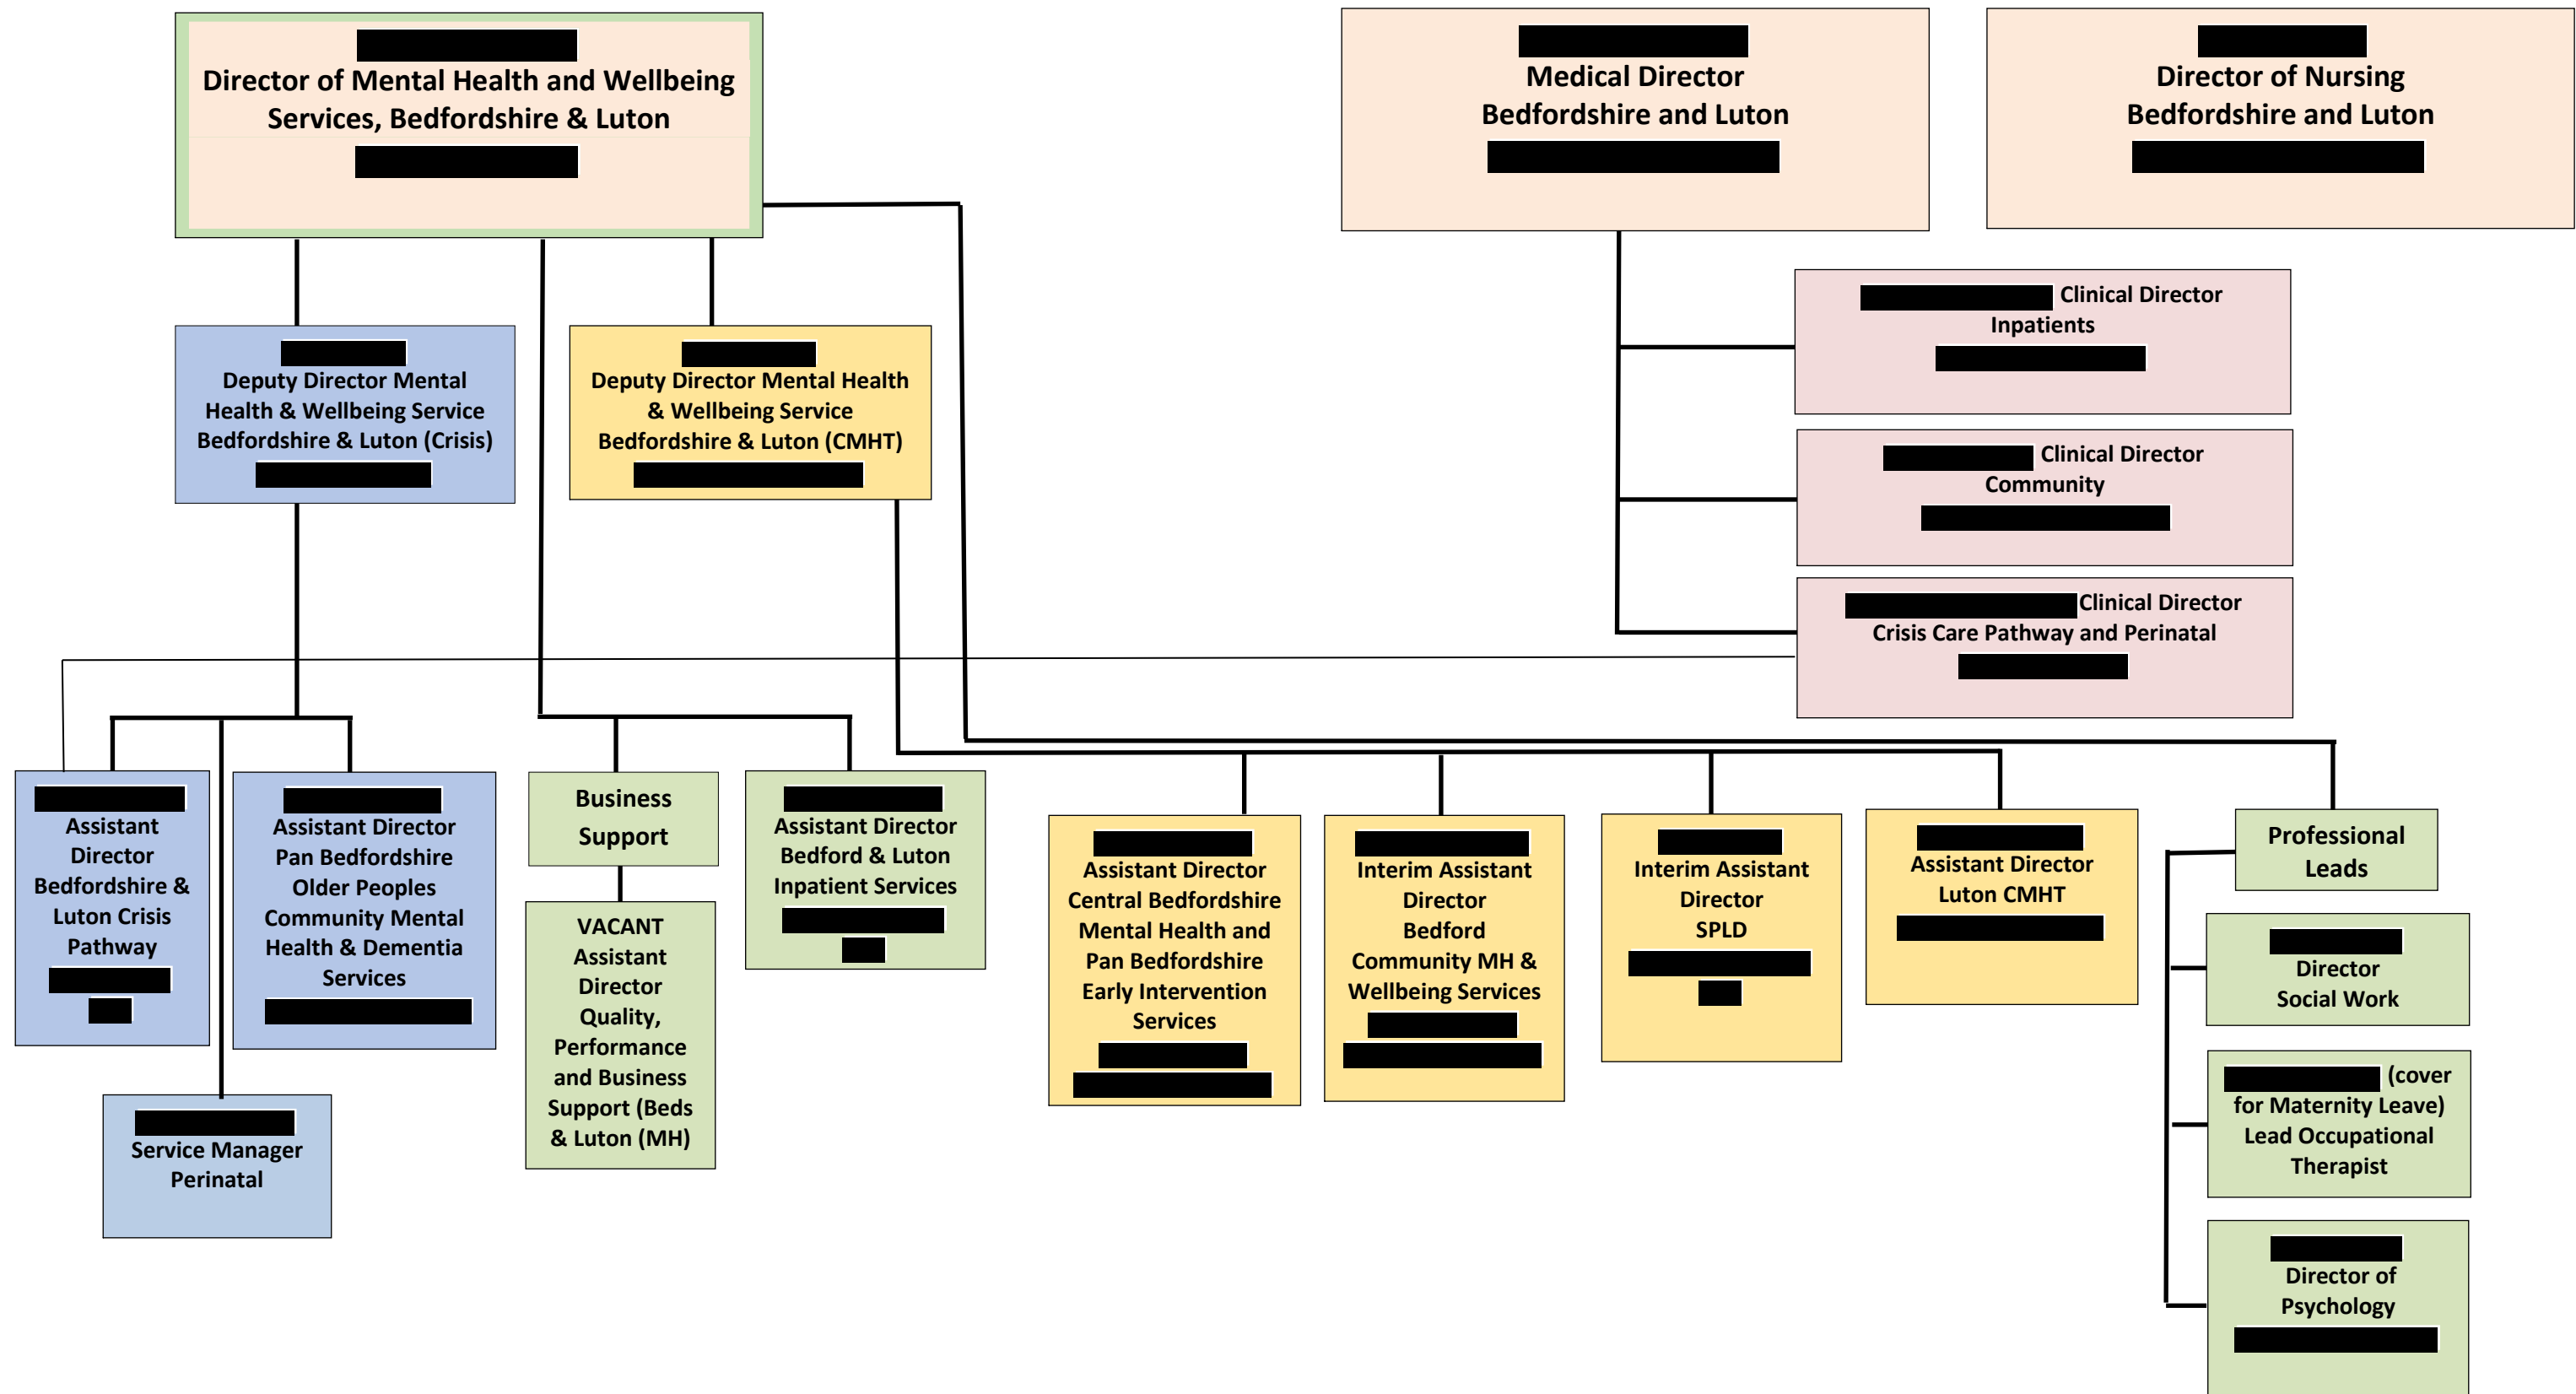 Director of Mental Health and Wellbeing
Services, Bedfordshire & Luton
Medical Director
Bedfordshire and Luton
Director of Nursing
Bedfordshire and Luton
Clinical Director
Inpatients
Clinical Director
Community
Clinical Director
Crisis Care Pathway and Perinatal
Deputy Director Mental
Health & Wellbeing Service
Bedfordshire & Luton (Crisis)
Deputy Director Mental Health
& Wellbeing Service
Bedfordshire & Luton (CMHT)
Assistant
Director
Bedfordshire &
Luton Crisis
Pathway
Assistant Director
Pan Bedfordshire
Older Peoples
Community Mental
Health & Dementia
Services
Service Manager
Perinatal
Business
Support
VACANT
Assistant
Director
Quality,
Performance
and Business
Support (Beds
& Luton (MH)
Assistant Director
Bedford & Luton
Inpatient Services
Assistant Director
Central Bedfordshire
Mental Health and
Pan Bedfordshire
Early Intervention
Services
Interim Assistant
Director
Bedford
Community MH &
Wellbeing Services
Interim Assistant
Director
SPLD
Assistant Director
Luton CMHT
Professional
Leads
Director
Social Work
(cover
for Maternity Leave)
Lead Occupational
Therapist
Director of
Psychology